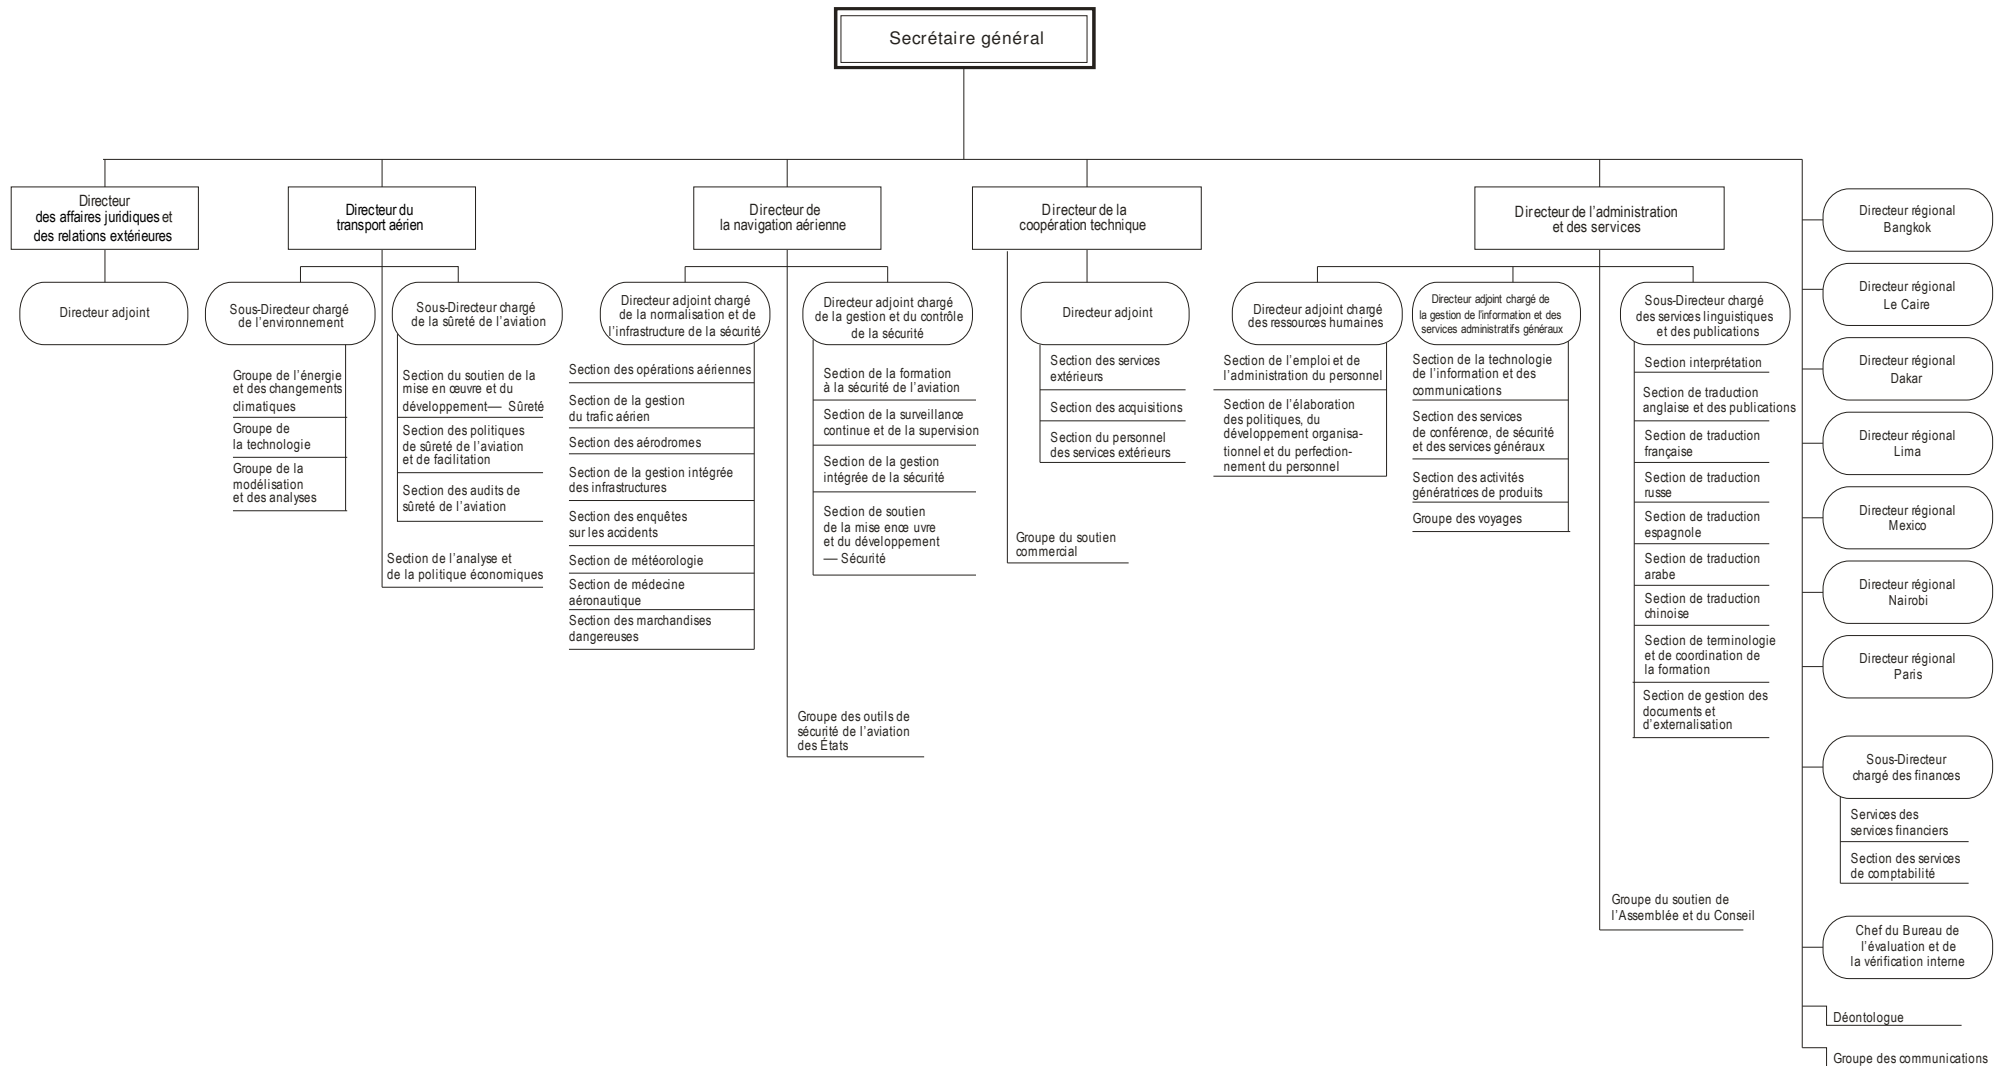 Secrétaire général
Directeur
des affaires juridiques et
des relations extérieures
Directeur adjoint
Directeur du
transport aérien
Sous-Directeur chargé
de l'environnement
Groupe de l'énergie
et des changements
climatiques
Groupe de
la technologie
Groupe de la
modélisation
et des analyses
Sous-Directeur chargé
de la sûreté de l'aviation
Section du soutien de la
mise en œuvre et du
développement— Sûreté
Section des politiques
de sûreté de l'aviation
et de facilitation
Section des audits de
sûreté de l'aviation
Section de l'analyse et
de la politique économiques
Directeur de
la navigation aérienne
Directeur adjoint chargé
de la normalisation et de
l'infrastructure de la sécurité
Section des opérations aériennes
Section de la gestion
du trafic aérien
Section des aérodromes
Section de la gestion intégrée
des infrastructures
Section des enquêtes
sur les accidents
Section de météorologie
Section de médecine
aéronautique
Section des marchandises
dangereuses
Directeur adjoint chargé
de la gestion et du contrôle
de la sécurité
Section de la formation
à la sécurité de l'aviation
Section de la surveillance
continue et de la supervision
Section de la gestion
intégrée de la sécurité
Section de soutien
de la mise enœ uvre
et du développement
— Sécurité
Groupe des outils de
sécurité de l'aviation
des États
Directeur de la
coopération technique
Directeur adjoint
Section des services
extérieurs
Section des acquisitions
Section du personnel
des services extérieurs
Groupe du soutien
commercial
Directeur de l'administration
et des services
Directeur adjoint chargé
des ressources humaines
Section de l'emploi et de
l'administration du personnel
Section de l'élaboration
des politiques, du
développement organisa-
tionnel et du perfection-
nement du personnel
Directeur adjoint chargé de
la gestion de l'information et des
services administratifs généraux
Section de la technologie
de l'information et des
communications
Section des services
de conférence, de sécurité
et des services généraux
Section des activités
génératrices de produits
Groupe des voyages
Sous-Directeur chargé
des services linguistiques
et des publications
Section interprétation
Section de traduction
anglaise et des publications
Section de traduction
française
Section de traduction
russe
Section de traduction
espagnole
Section de traduction
arabe
Section de traduction
chinoise
Section de terminologie
et de coordination de
la formation
Section de gestion des
documents et
d'externalisation
Groupe du soutien de
l'Assemblée et du Conseil
Directeur régional
Bangkok
Directeur régional
Le Caire
Directeur régional
Dakar
Directeur régional
Lima
Directeur régional
Mexico
Directeur régional
Nairobi
Directeur régional
Paris
Sous-Directeur
chargé des finances
Services des
services financiers
Section des services
de comptabilité
Chef du Bureau de
l'évaluation et de
la vérification interne
Déontologue
Groupe des communications